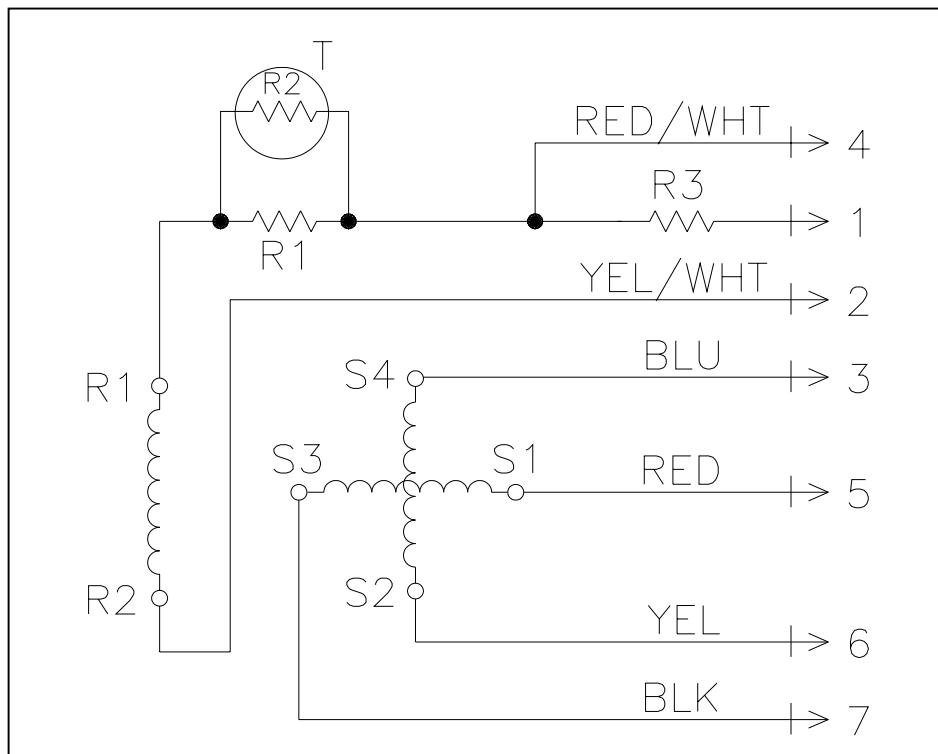 T
R2
RED/WHT
4
R3
1
R1
YEL/WHT
2
BLU
3
S4
R1
S3
S1
RED
5
R2
S2
YEL
6
BLK
7